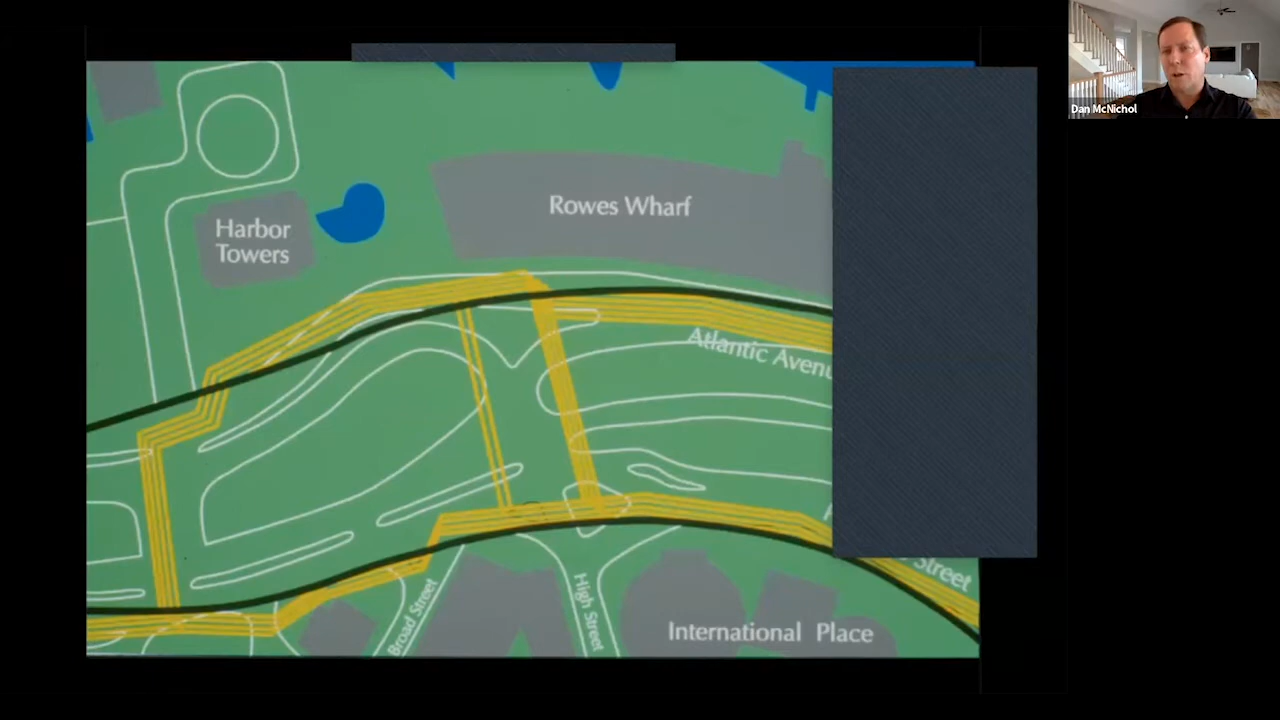 Dan McNichol
Rowes Wharf
Harbor
Towers
Atlantic Avenu
Street
Broad Street
High Street
International Place